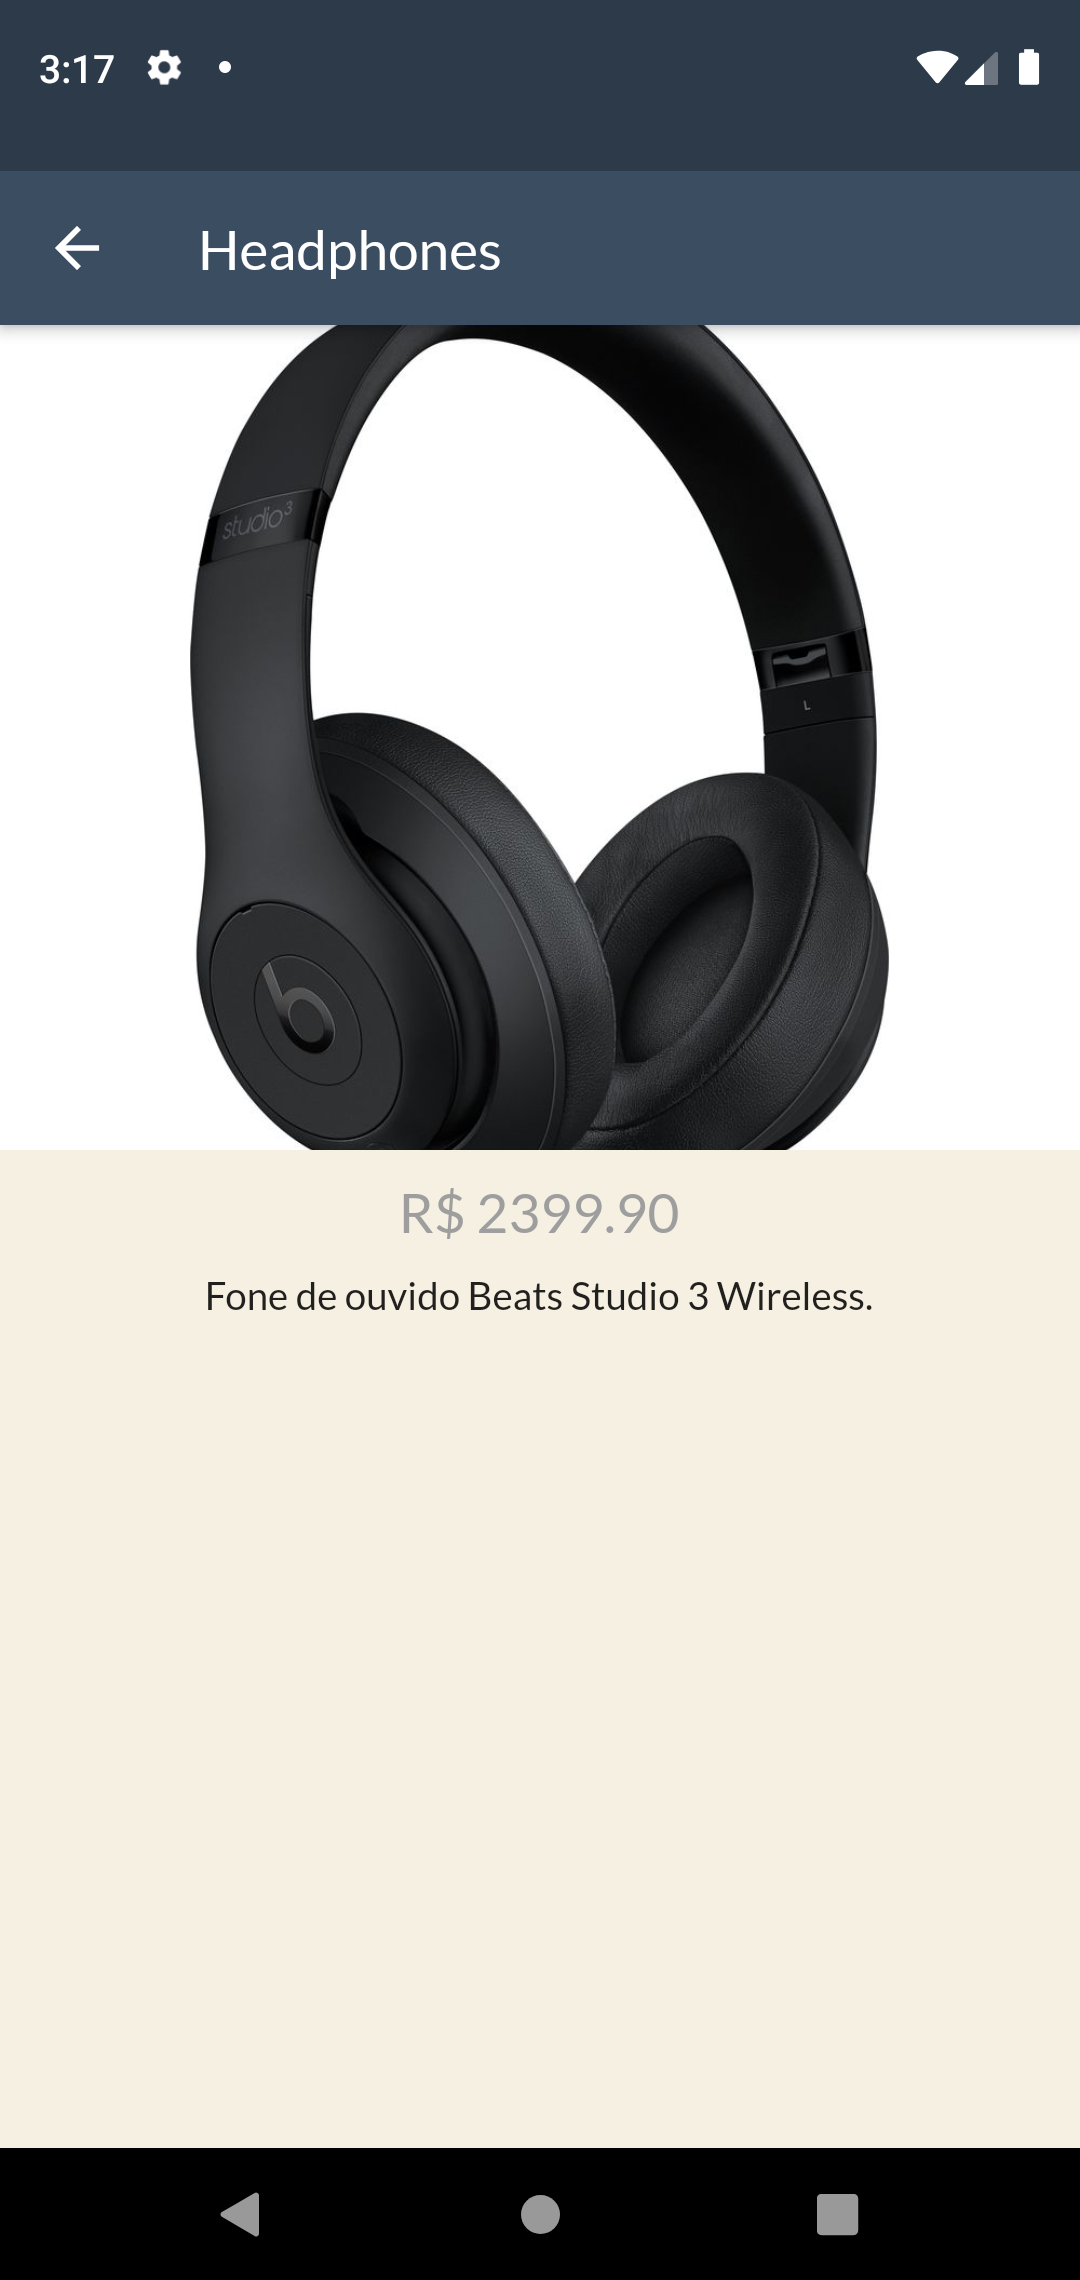 3:17
Headphones
studio3
L
R$ 2399.90
Fone de ouvido Beats Studio 3 Wireless.